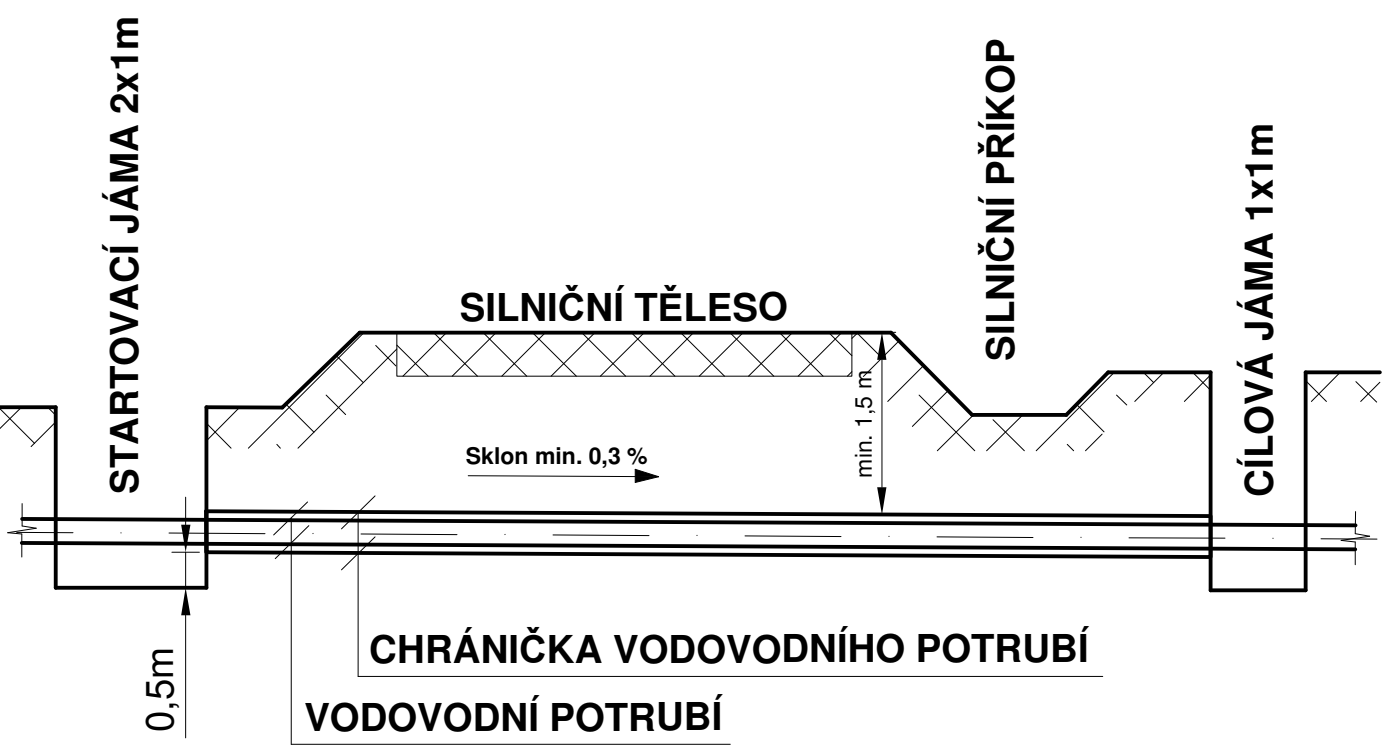 STARTOVACÍ JÁMA 2x1m
SILNIČNÍ TĚLESO
SILNIČNÍ PŘÍKOP
CÍLOVÁ JÁMA 1x1m
Sklon min. 0,3 %
min. 1,5 m
0,5m
CHRÁNIČKA VODOVODNÍHO POTRUBÍ
VODOVODNÍ POTRUBÍ